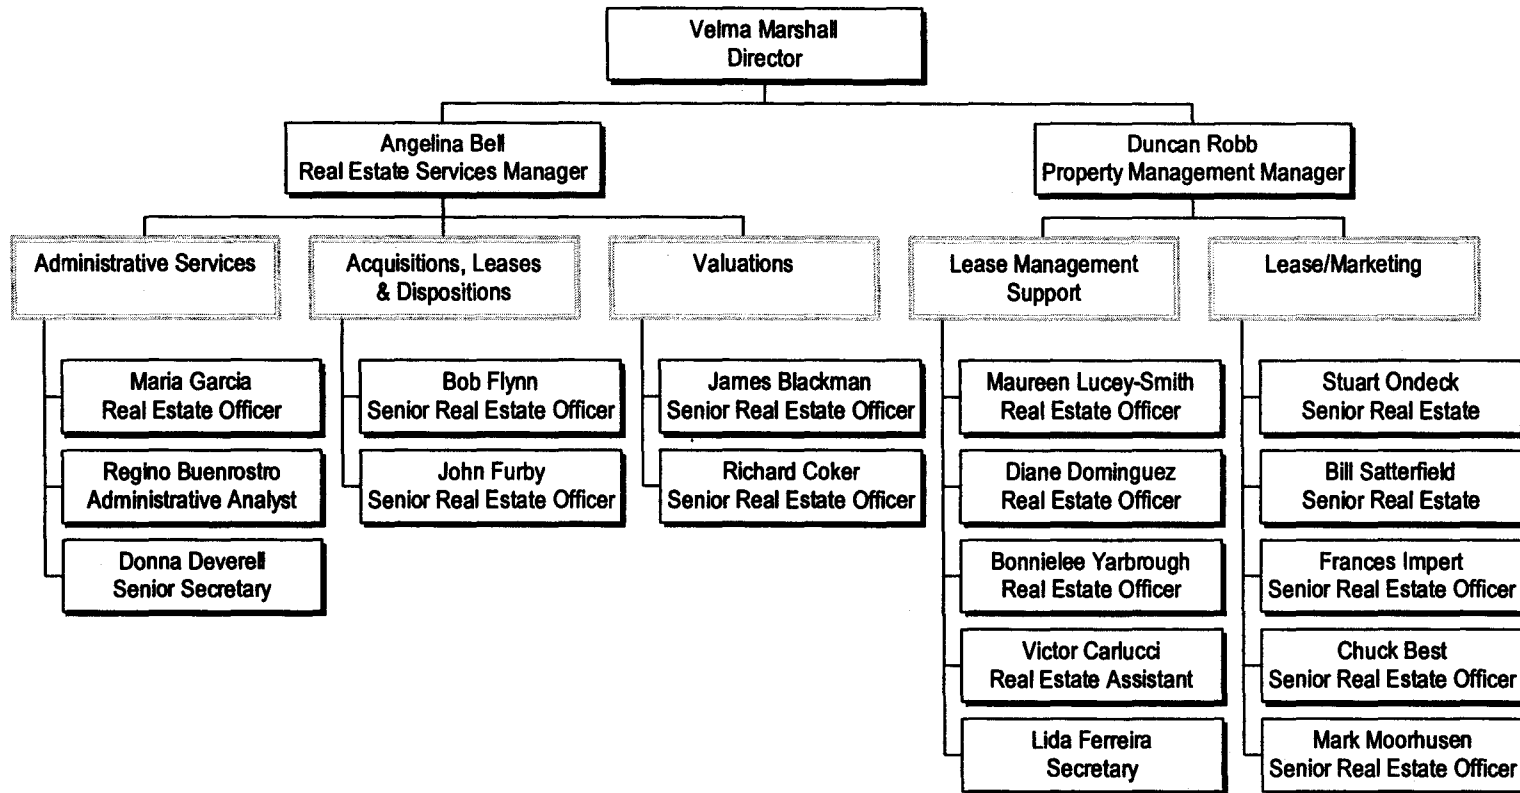 Velma Marshall
Director
Angelina Bell
Real Estate Services Manager
Duncan Robb
Property Management Manager
Administrative Services
Acquisitions, Leases
& Dispositions
Valuations
Lease Management
Support
Lease/Marketing
Maria Garcia
Real Estate Officer
Regino Buenrostro
Administrative Analyst
Donna Deverell
Senior Secretary
Bob Flynn
Senior Real Estate Officer
John Furby
Senior Real Estate Officer
James Blackman
Senior Real Estate Officer
Richard Coker
Senior Real Estate Officer
Maureen Lucey-Smith
Real Estate Officer
Diane Dominguez
Real Estate Officer
Bonnielee Yarbrough
Real Estate Officer
Victor Carlucci
Real Estate Assistant
Lida Ferreira
Secretary
Stuart Ondeck
Senior Real Estate
Bill Satterfield
Senior Real Estate
Frances Impert
Senior Real Estate Officer
Chuck Best
Senior Real Estate Officer
Mark Moorhusen
Senior Real Estate Officer